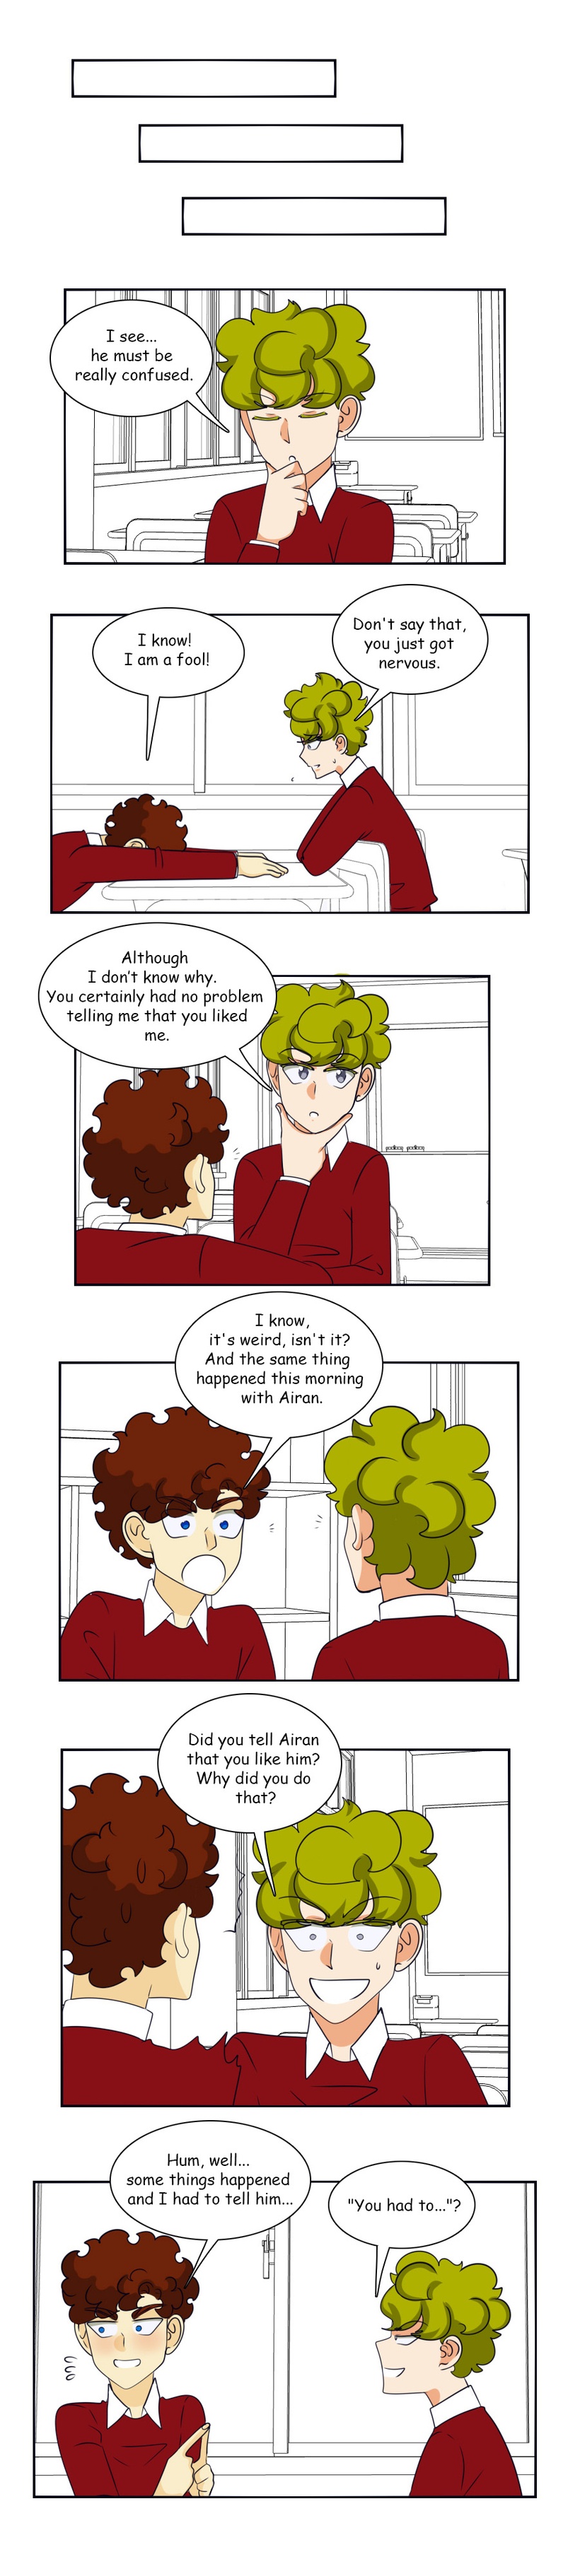 I see...
he must be
really confused.
I know!
I am a fool!
Don't say that,
you just got
nervous.
Although
I don't know why.
You certainly had no problem
telling me that you liked
me.
I know,
it's weird, isn't it?
And the same thing
happened this morning
with Airan.
Did you tell Airan
that you like him?
Why did you do
that?
Hum, well...
some things happened
and I had to tell him...
"You had to..."?